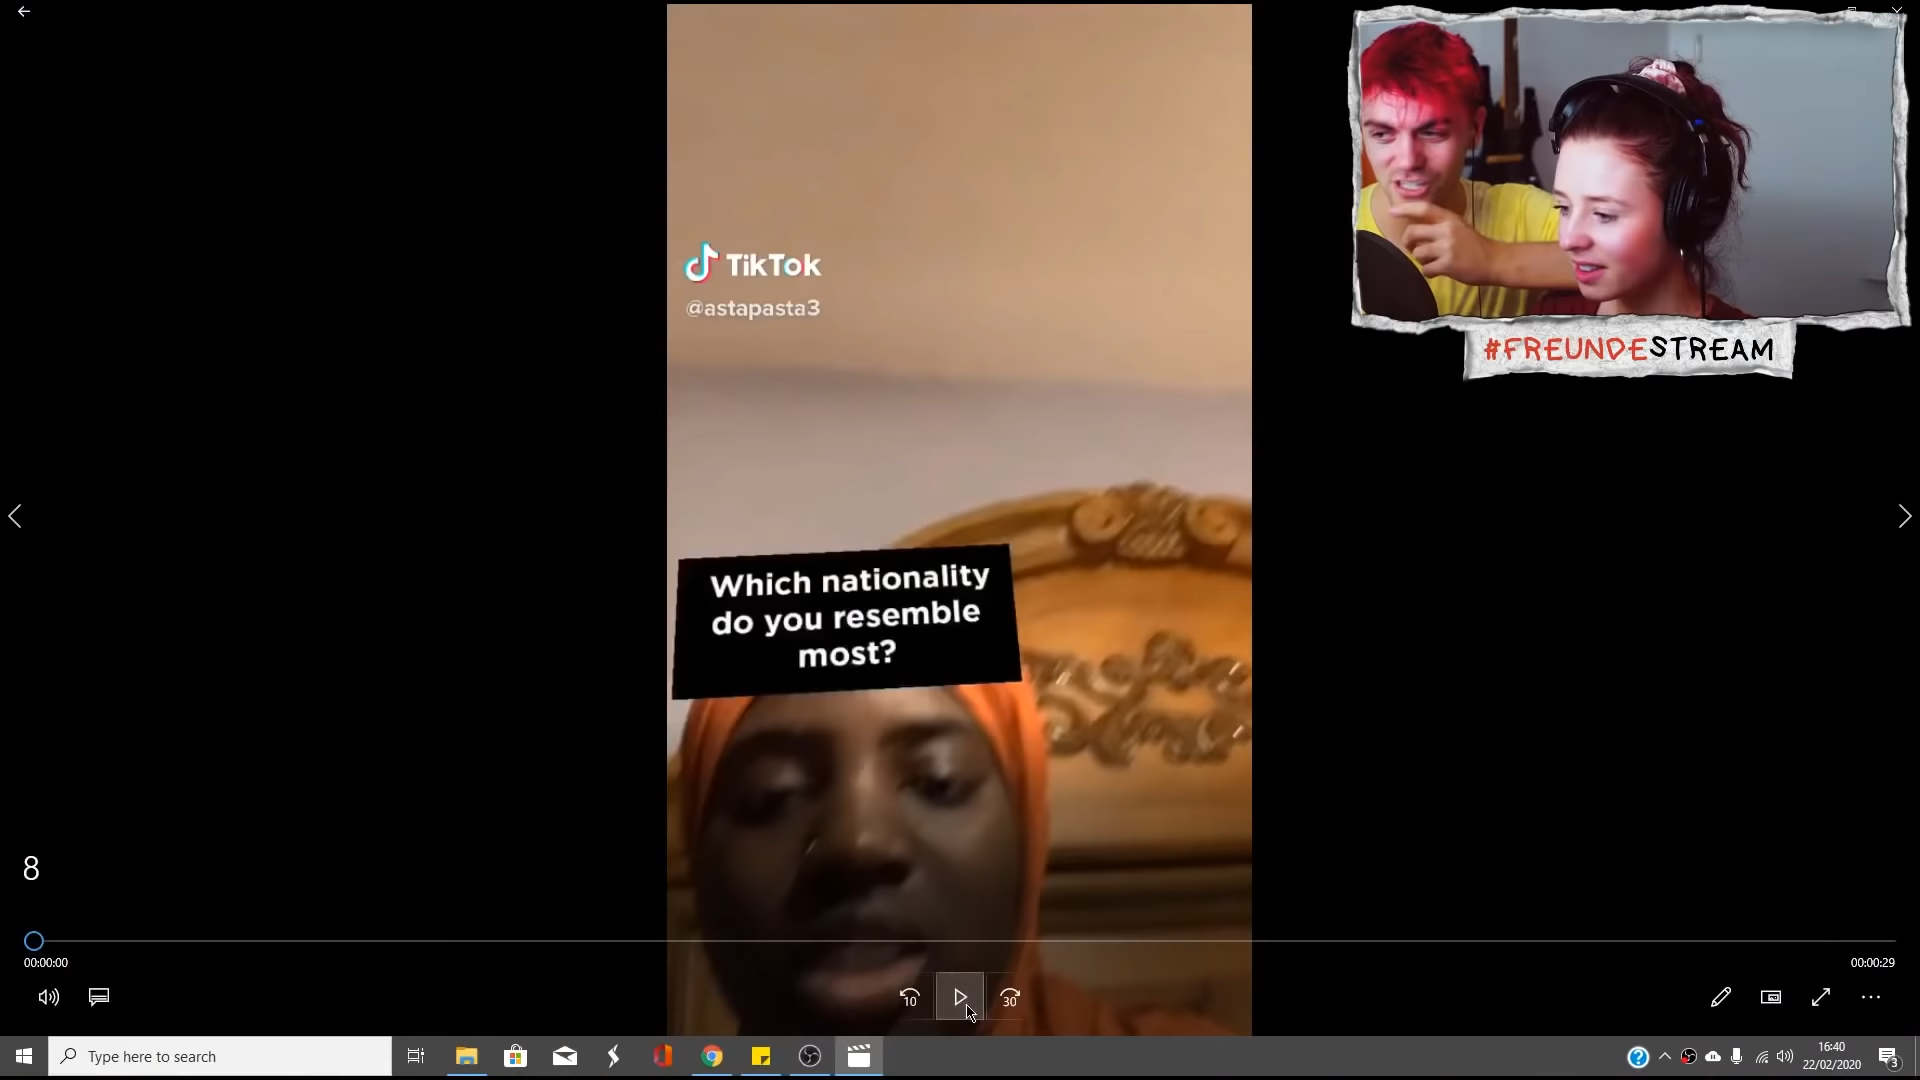 TikTok
@astapasta3
#FREUNDESTREAM
Which nationality
do you resemble
most?
8
00:00:00
00:00:29
10
30
Type here to search
16:40
22/02/2020
3